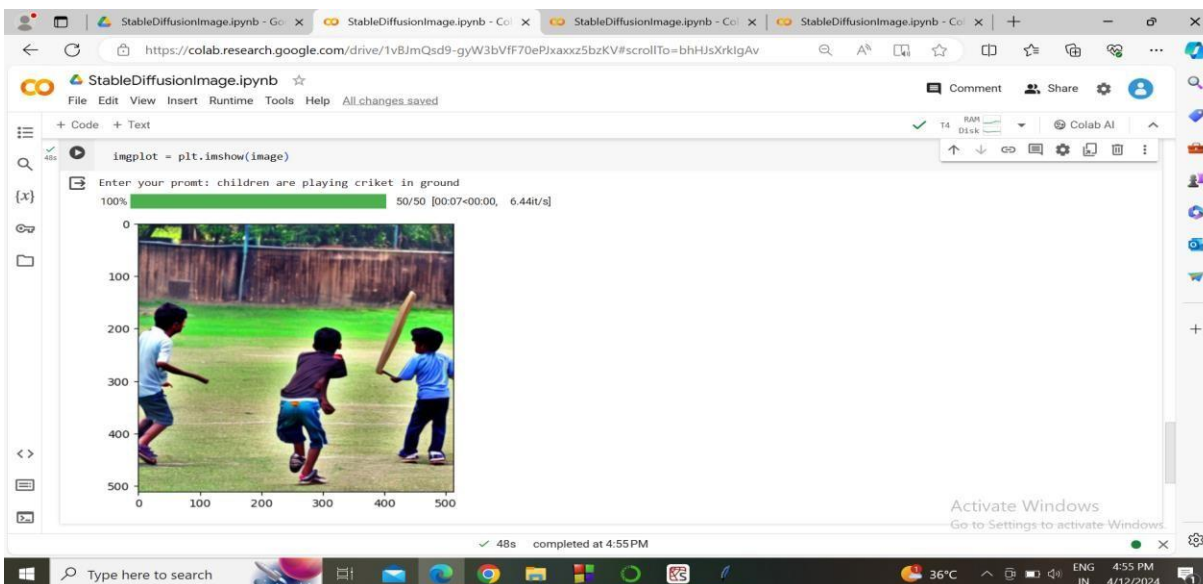 StableDiffusionImage.ipynb - Go
StableDiffusionImage.ipynb - Col
StableDiffusionImage.ipynb - Col
StableDiffusionImage.ipynb - Col
https://colab.research.google.com/drive/1vBJmQsd9-gyW3bVfF70ePJxaxxz5bzKV#scrollTo=bhHJsXrkIgAv
StableDiffusionImage.ipynb
Comment
Share
File Edit View Insert Runtime Tools Help All changes saved
+ Code + Text
T4 RAM
Disk
Colab AI
48s
imgplot = plt.imshow(image)
{x}
Enter your promt: children are playing criket in ground
100% 50/50 [00:07<00:00, 6.44it/s]
0
100
200
300
400
500
0 100 200 300 400 500
Activate Windows
Go to Settings to activate Windows.
48s completed at 4:55 PM
Type here to search
36°C
ENG
IN
4:55 PM
4/12/2024